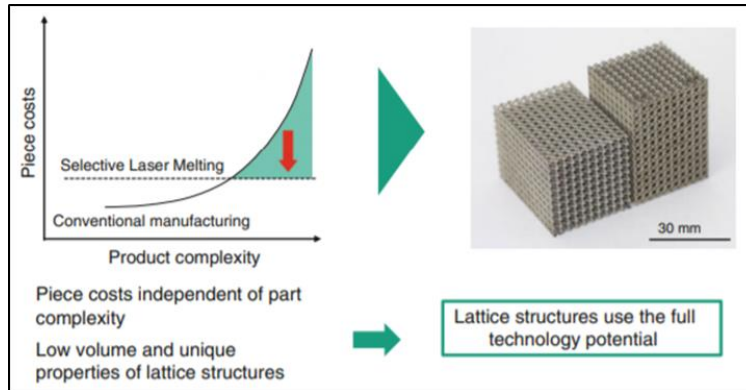 Piece costs
Selective Laser Melting
Conventional manufacturing
Product complexity
30 mm
Piece costs independent of part
complexity
Low volume and unique
properties of lattice structures
Lattice structures use the full
technology potential